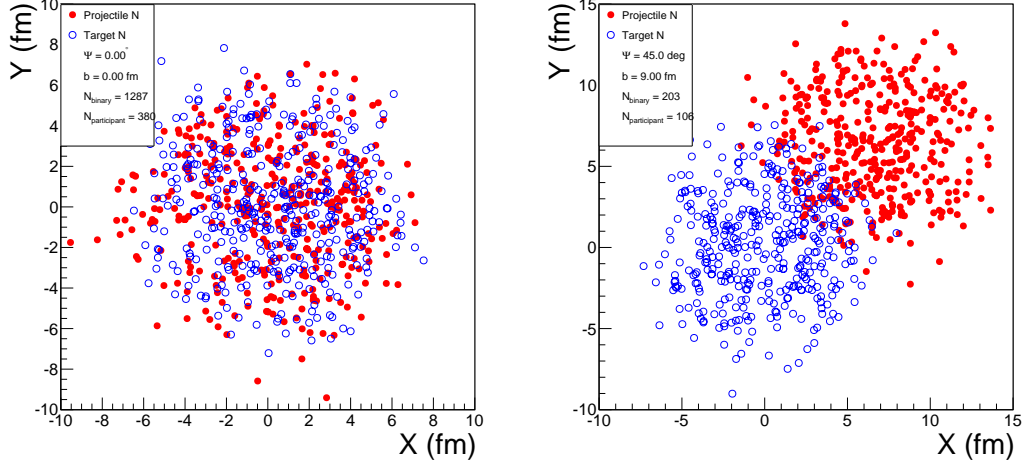 Projectile N
Target N
Ψ = 0.00°
b = 0.00 fm
N_binary = 1287
N_participant = 380
Y (fm)
10
8
6
4
2
0
-2
-4
-6
-8
-10
-10 -8 -6 -4 -2 0 2 4 6 8 10
X (fm)
Projectile N
Target N
Ψ = 45.0 deg
b = 9.00 fm
N_binary = 203
N_participant = 106
Y (fm)
15
10
5
0
-5
-10
-10 -5 0 5 10 15
X (fm)